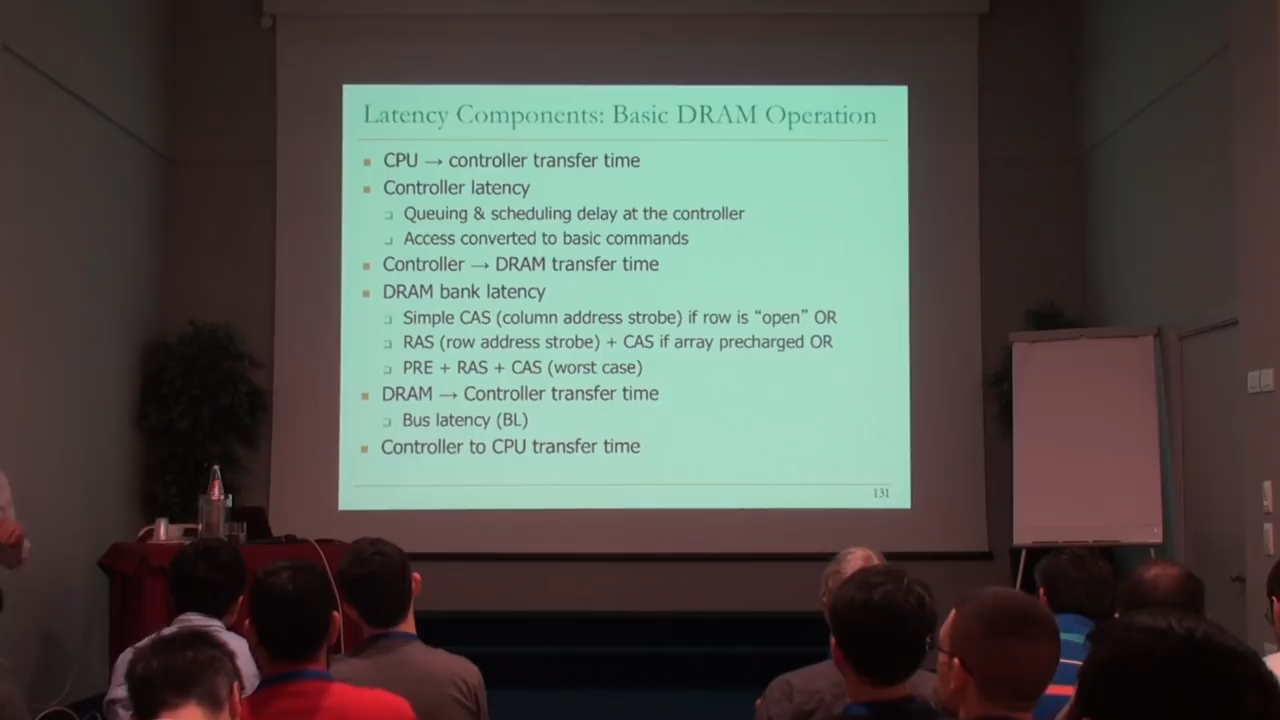 Latency Components: Basic DRAM Operation
CPU → controller transfer time
Controller latency
Queuing & scheduling delay at the controller
Access converted to basic commands
Controller → DRAM transfer time
DRAM bank latency
Simple CAS (column address strobe) if row is “open” OR
RAS (row address strobe) + CAS if array precharged OR
PRE + RAS + CAS (worst case)
DRAM → Controller transfer time
Bus latency (BL)
Controller to CPU transfer time
131